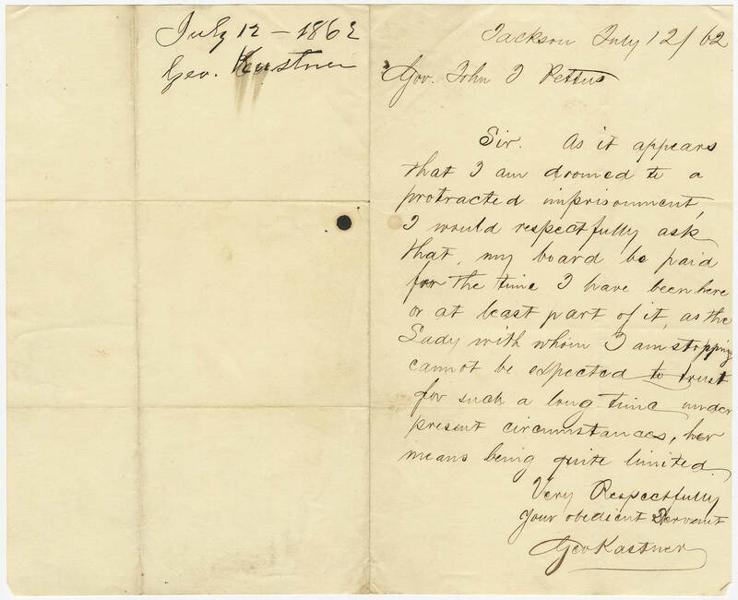 July 12 - 1862
Geo. Kastner
Jackson July 12/62
Gov. John J Pettus
Sir. As it appears
that I am doomed to a
protracted imprisonment,
I would respectfully ask
that, my board be paid
for the time I have been here
or at least part of it, as the
Lady with whom I am stopping
cannot be expected to trust
for such a long time under
present circumstances, her
means being quite limited.
Very Respectfully
Your obedient Servant
Geo Kastner